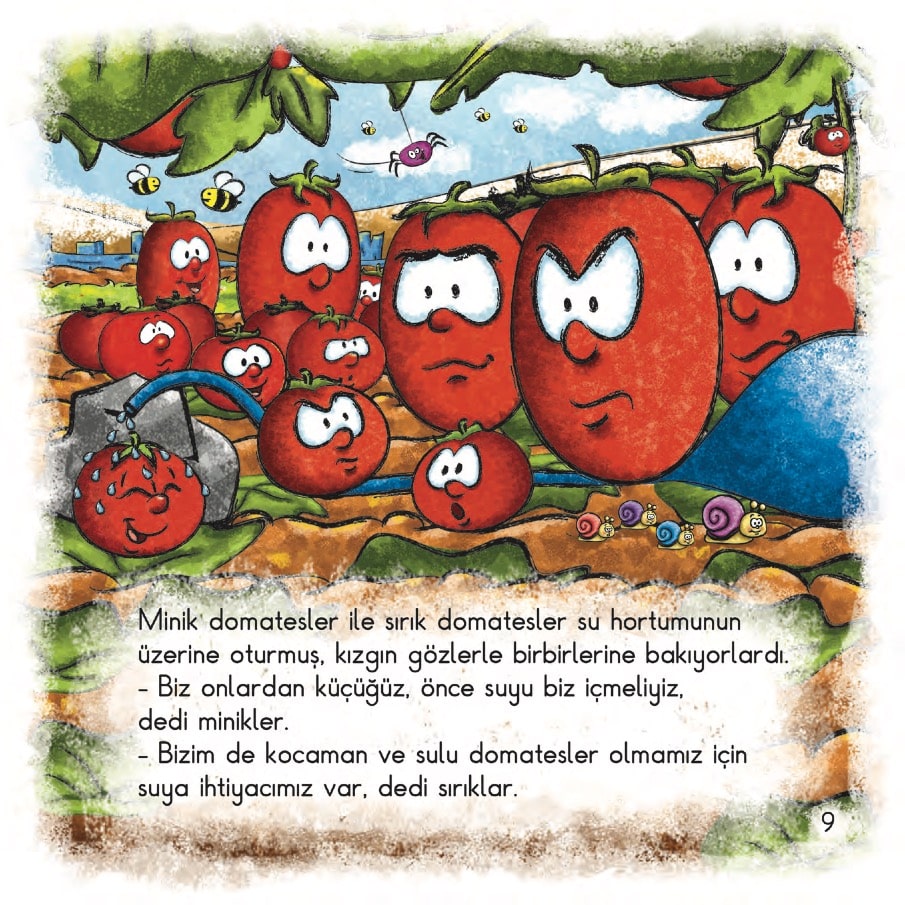 Minik domatesler ile sırık domatesler su hortumunun
üzerine oturmuş, kızgın gözlerle birbirlerine bakıyorlardı.
- Biz onlardan küçüğüz, önce suyu biz içmeliyiz,
dedi minikler.
- Bizim de kocaman ve sulu domatesler olmamız için
suya ihtiyacımız var, dedi sırıklar.
9